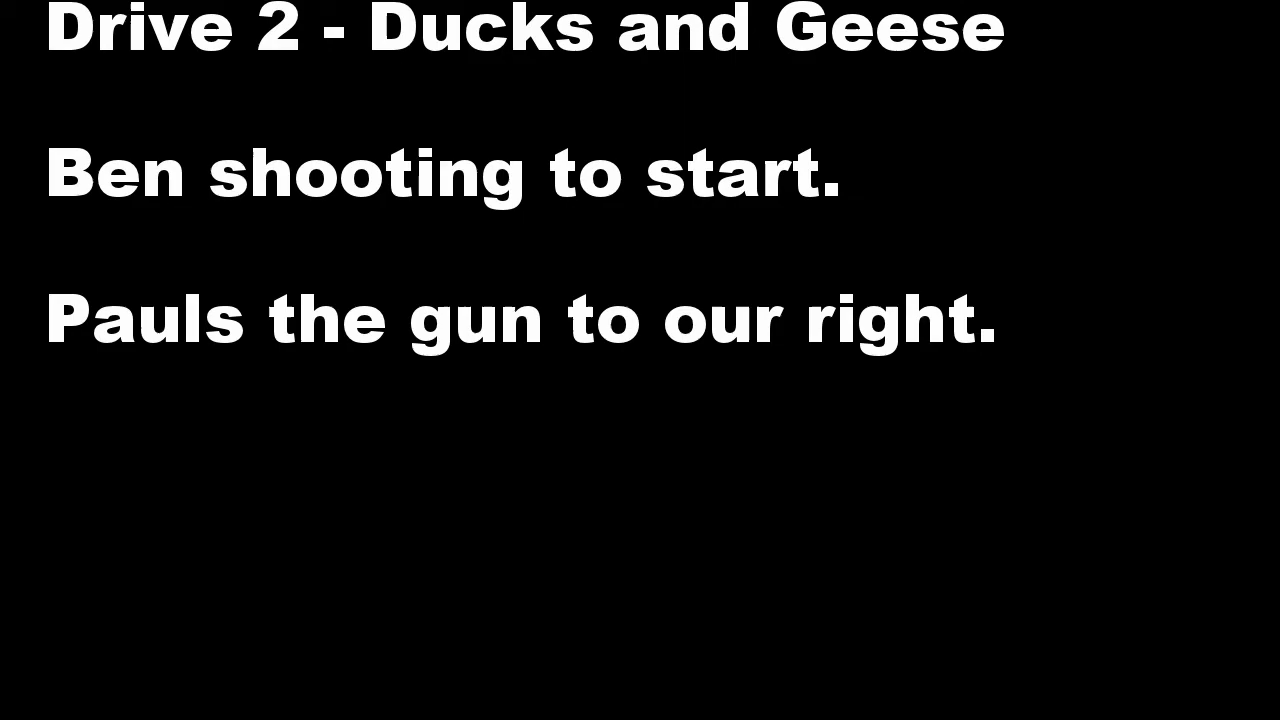 Drive 2 - Ducks and Geese
Ben shooting to start.
Pauls the gun to our right.